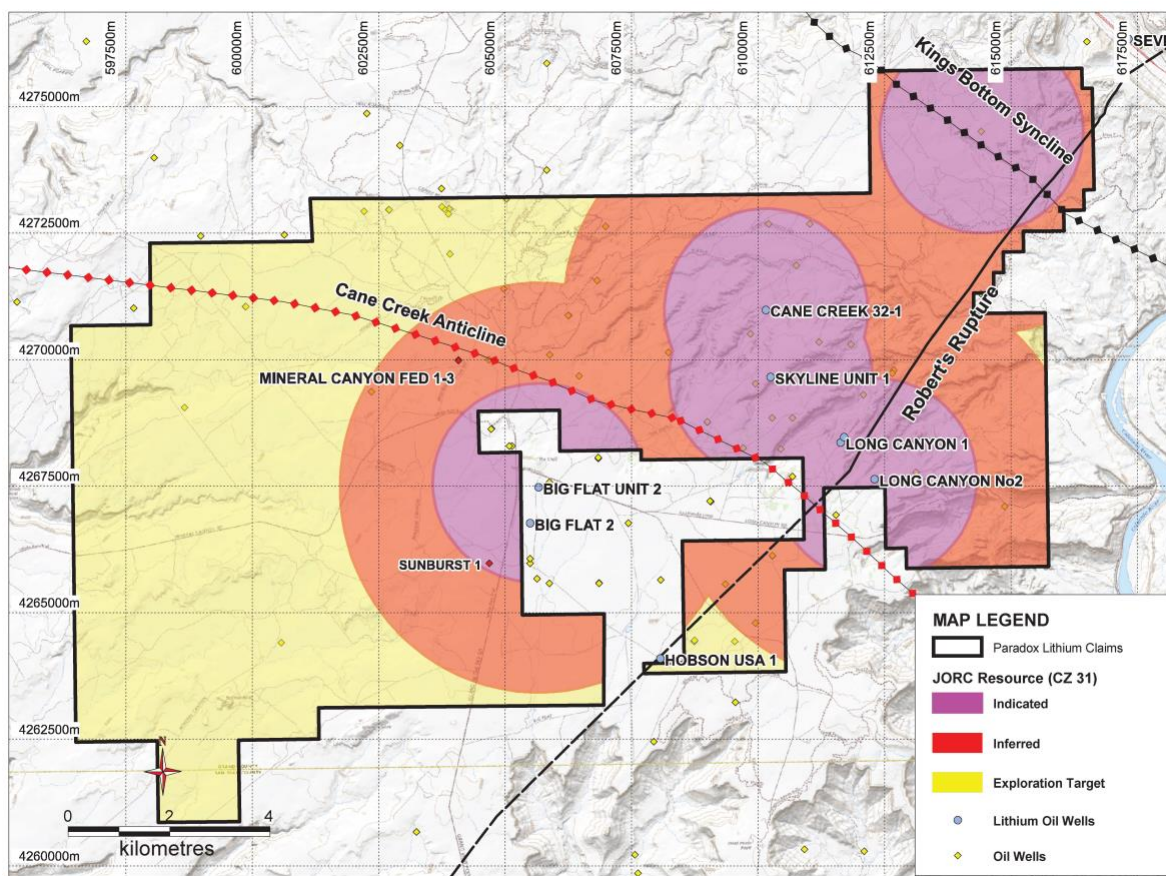 597500m
600000m
602500m
605000m
607500m
610000m
612500m
615000m
617500m
SEVE
4275000m
4272500m
4270000m
4267500m
4265000m
4262500m
4260000m
Kings Bottom Syncline
Cane Creek Anticline
CANE CREEK 32-1
Robert's Rupture
MINERAL CANYON FED 1-3
SKYLINE UNIT 1
LONG CANYON 1
LONG CANYON No2
BIG FLAT UNIT 2
BIG FLAT 2
SUNBURST 1
HOBSON USA 1
N
0 2 4
kilometres
MAP LEGEND
Paradox Lithium Claims
JORC Resource (CZ 31)
Indicated
Inferred
Exploration Target
Lithium Oil Wells
Oil Wells